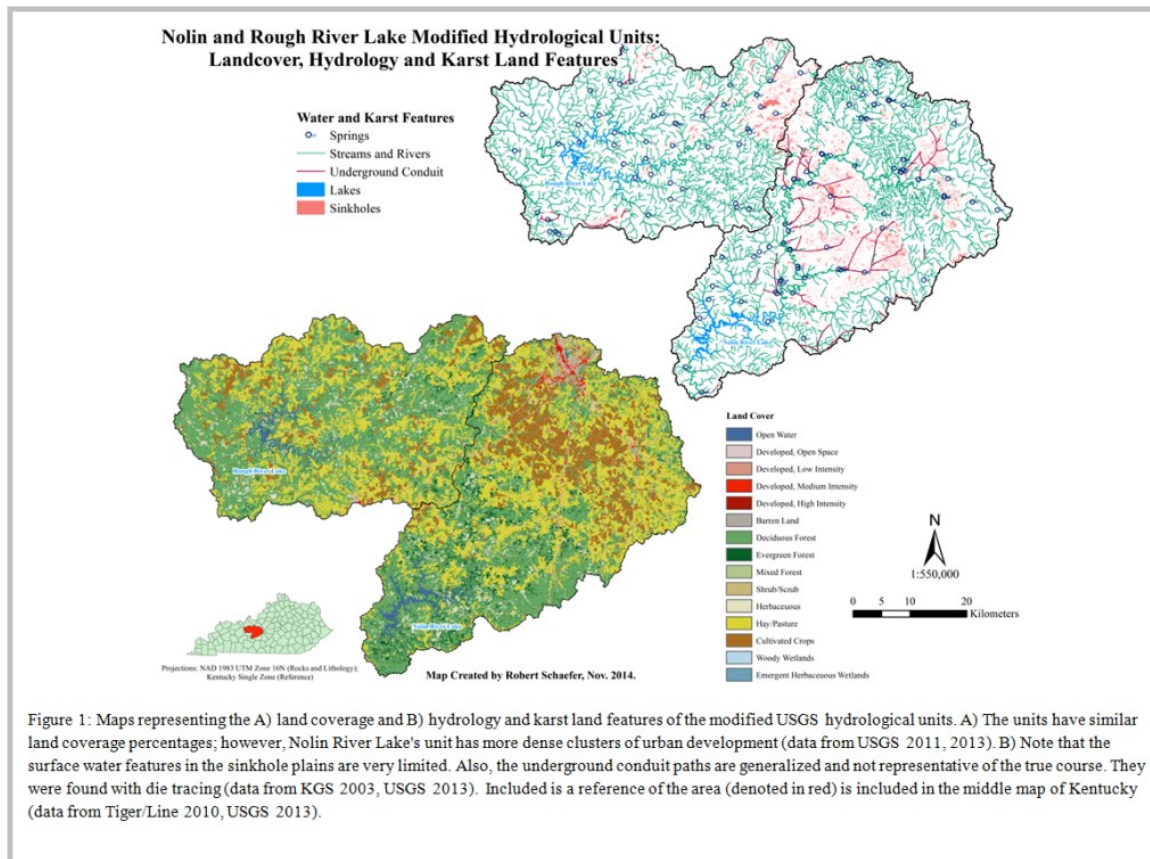 Nolin and Rough River Lake Modified Hydrological Units:
Landcover, Hydrology and Karst Land Features
Water and Karst Features
Springs
Streams and Rivers
Underground Conduit
Lakes
Sinkholes
Rough River Lake
Nolin River Lake
Rough River Lake
Nolin River Lake
Land Cover
Open Water
Developed, Open Space
Developed, Low Intensity
Developed, Medium Intensity
Developed, High Intensity
Barren Land
Deciduous Forest
Evergreen Forest
Mixed Forest
Shrub/Scrub
Herbaceuous
Hay/Pasture
Cultivated Crops
Woody Wetlands
Emergent Herbaceuous Wetlands
N
1:550,000
0 5 10 20
Kilometers
Projections: NAD 1983 UTM Zone 16N (Rocks and Lithology);
Kentucky Single Zone (Reference)
Map Created by Robert Schaefer, Nov. 2014.
Figure 1: Maps representing the A) land coverage and B) hydrology and karst land features of the modified USGS hydrological units. A) The units have similar
land coverage percentages; however, Nolin River Lake's unit has more dense clusters of urban development (data from USGS 2011, 2013). B) Note that the
surface water features in the sinkhole plains are very limited. Also, the underground conduit paths are generalized and not representative of the true course. They
were found with die tracing (data from KGS 2003, USGS 2013). Included is a reference of the area (denoted in red) is included in the middle map of Kentucky
(data from Tiger/Line 2010, USGS 2013).